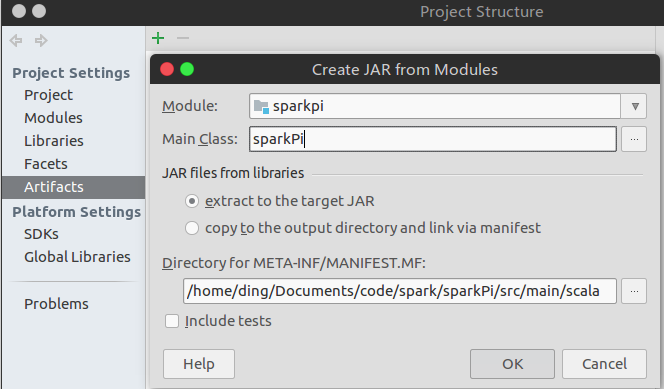 Project Structure
Project Settings
Project
Modules
Libraries
Facets
Artifacts
Platform Settings
SDKs
Global Libraries
Problems
Create JAR from Modules
Module: sparkpi
Main Class: sparkPi ...
JAR files from libraries
extract to the target JAR
copy to the output directory and link via manifest
Directory for META-INF/MANIFEST.MF:
/home/ding/Documents/code/spark/sparkPi/src/main/scala ...
Include tests
Help OK Cancel